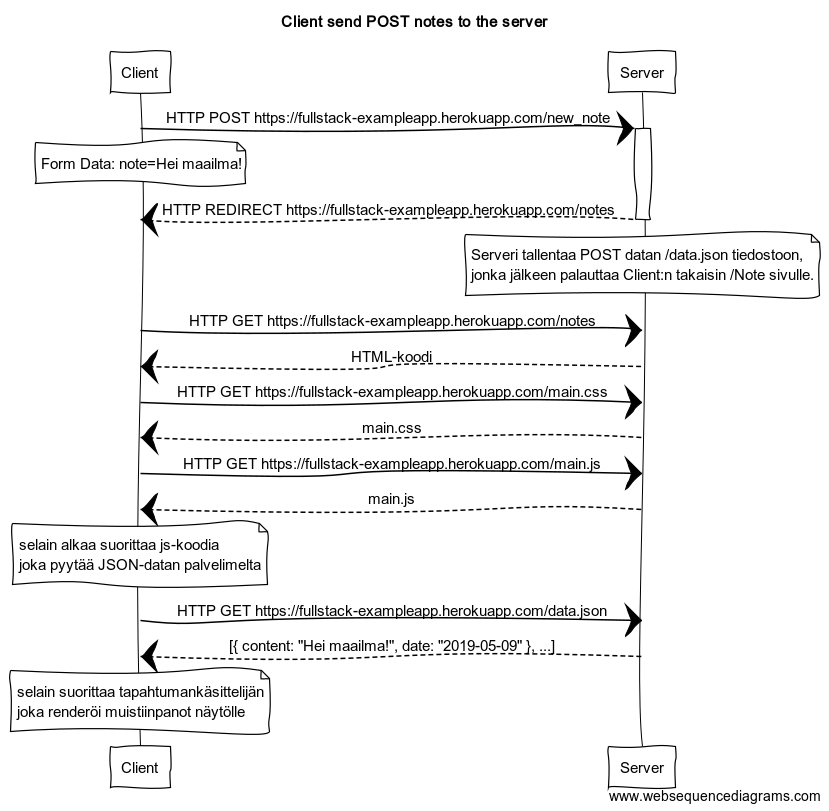 Client send POST notes to the server
Client
Server
HTTP POST https://fullstack-exampleapp.herokuapp.com/new_note
Form Data: note=Hei maailma!
HTTP REDIRECT https://fullstack-exampleapp.herokuapp.com/notes
Serveri tallentaa POST datan /data.json tiedostoon,
jonka jälkeen palauttaa Client:n takaisin /Note sivulle.
HTTP GET https://fullstack-exampleapp.herokuapp.com/notes
HTML-koodi
HTTP GET https://fullstack-exampleapp.herokuapp.com/main.css
main.css
HTTP GET https://fullstack-exampleapp.herokuapp.com/main.js
main.js
selain alkaa suorittaa js-koodia
joka pyytää JSON-datan palvelimelta
HTTP GET https://fullstack-exampleapp.herokuapp.com/data.json
[{ content: "Hei maailma!", date: "2019-05-09" }, ...]
selain suorittaa tapahtumankäsittelijän
joka renderöi muistiinpanot näytölle
Client
Server
www.websequencediagrams.com